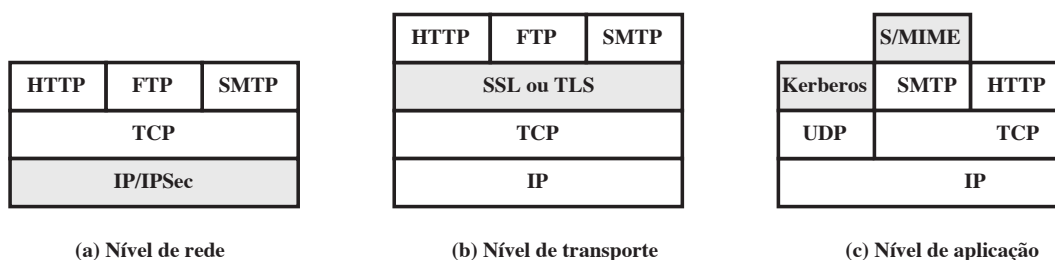 HTTP FTP SMTP
TCP
IP/IPSec
(a) Nível de rede
HTTP FTP SMTP
SSL ou TLS
TCP
IP
(b) Nível de transporte
S/MIME
Kerberos SMTP HTTP
UDP TCP
IP
(c) Nível de aplicação